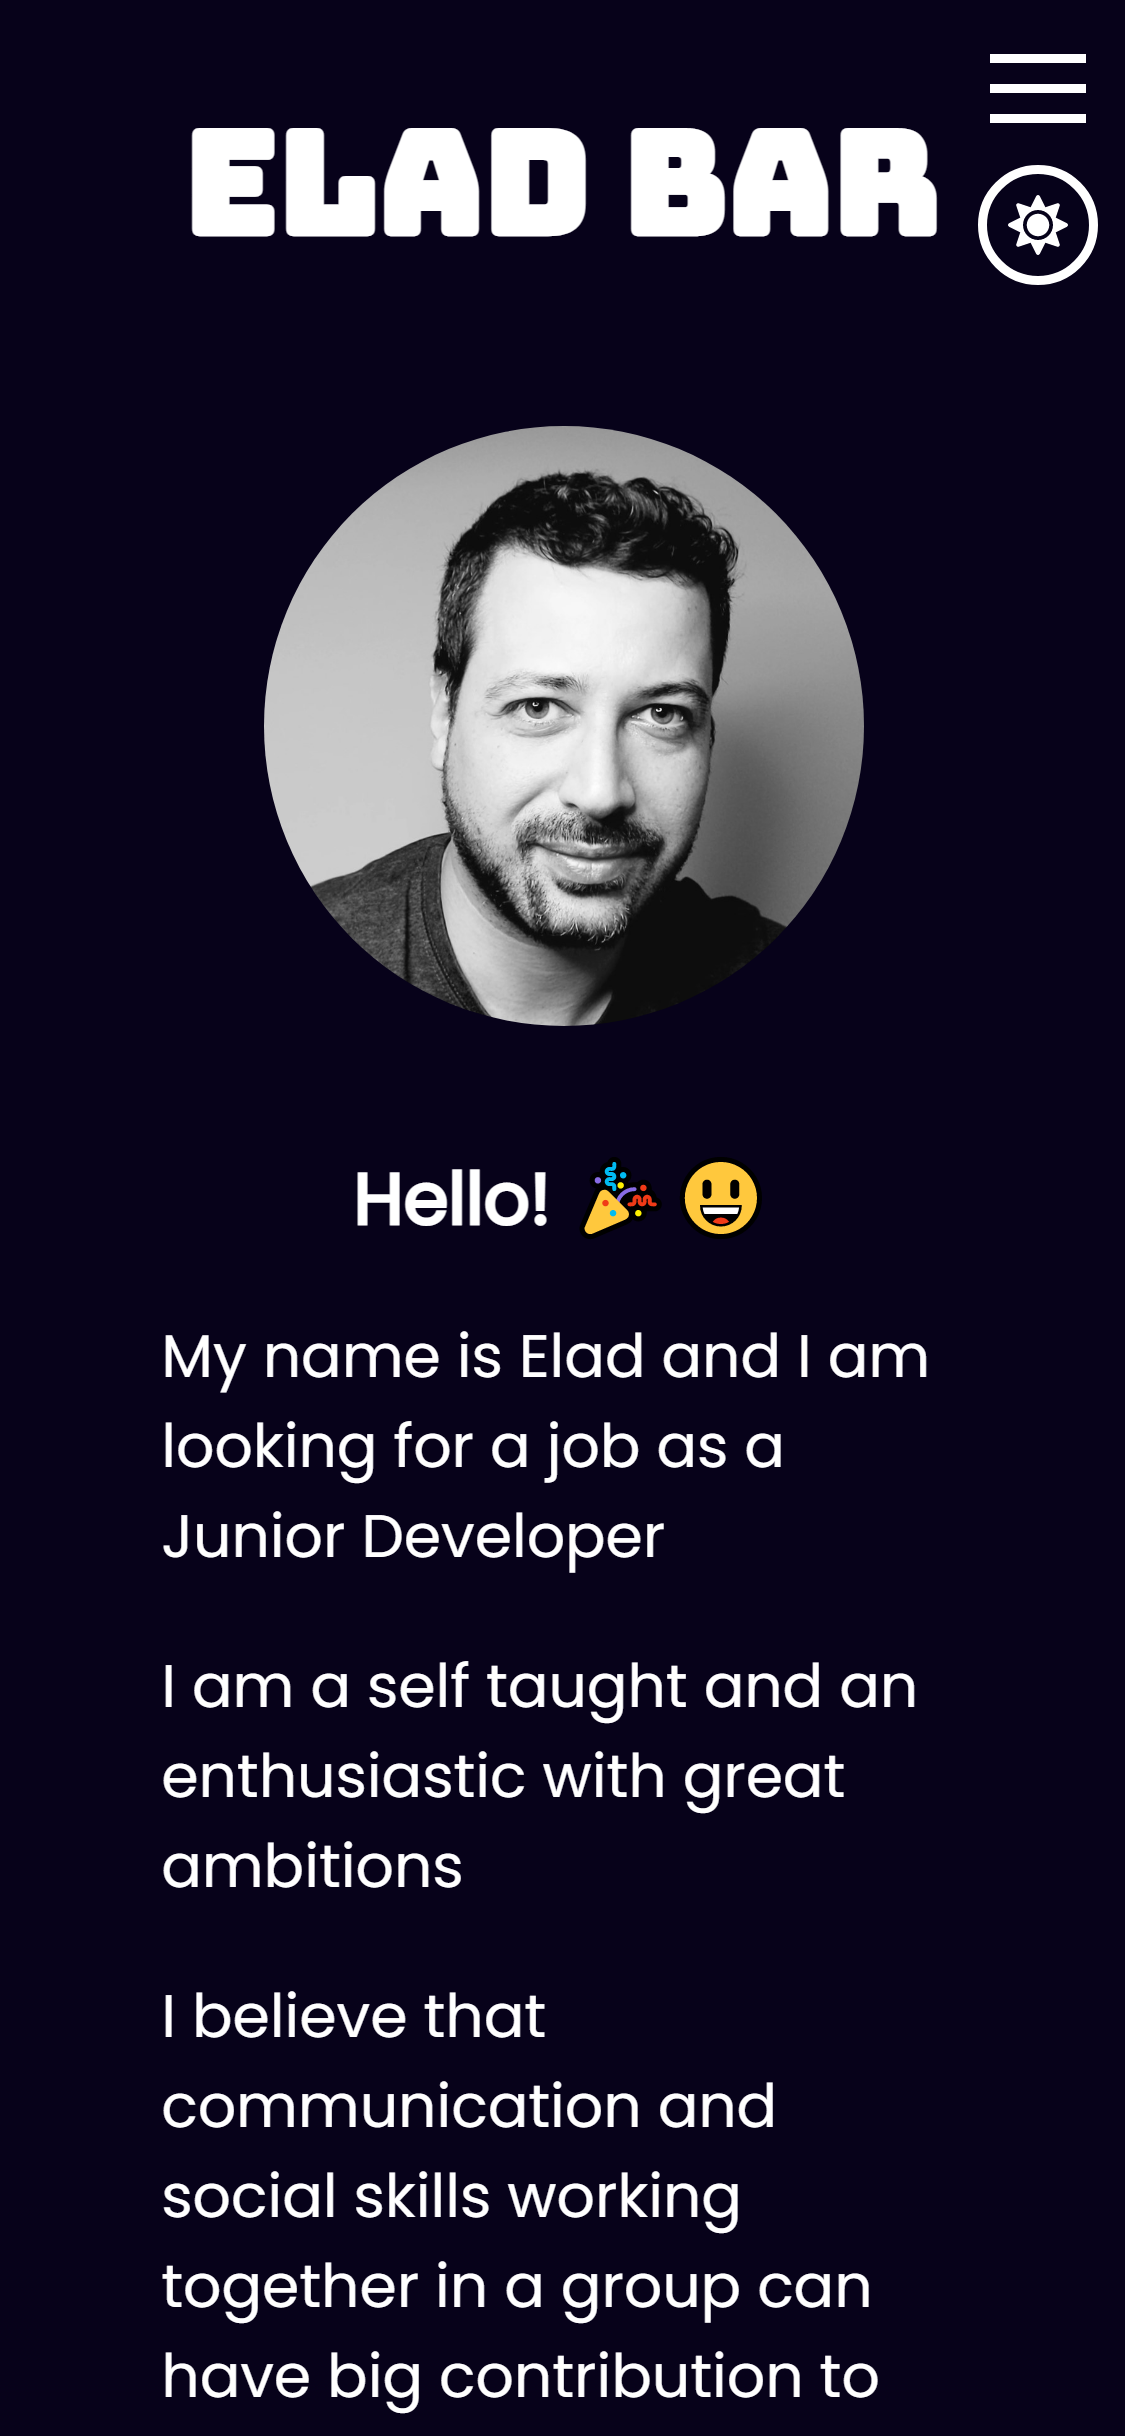 ELAD BAR
Hello! 🎉 😃
My name is Elad and I am
looking for a job as a
Junior Developer
I am a self taught and an
enthusiastic with great
ambitions
I believe that
communication and
social skills working
together in a group can
have big contribution to